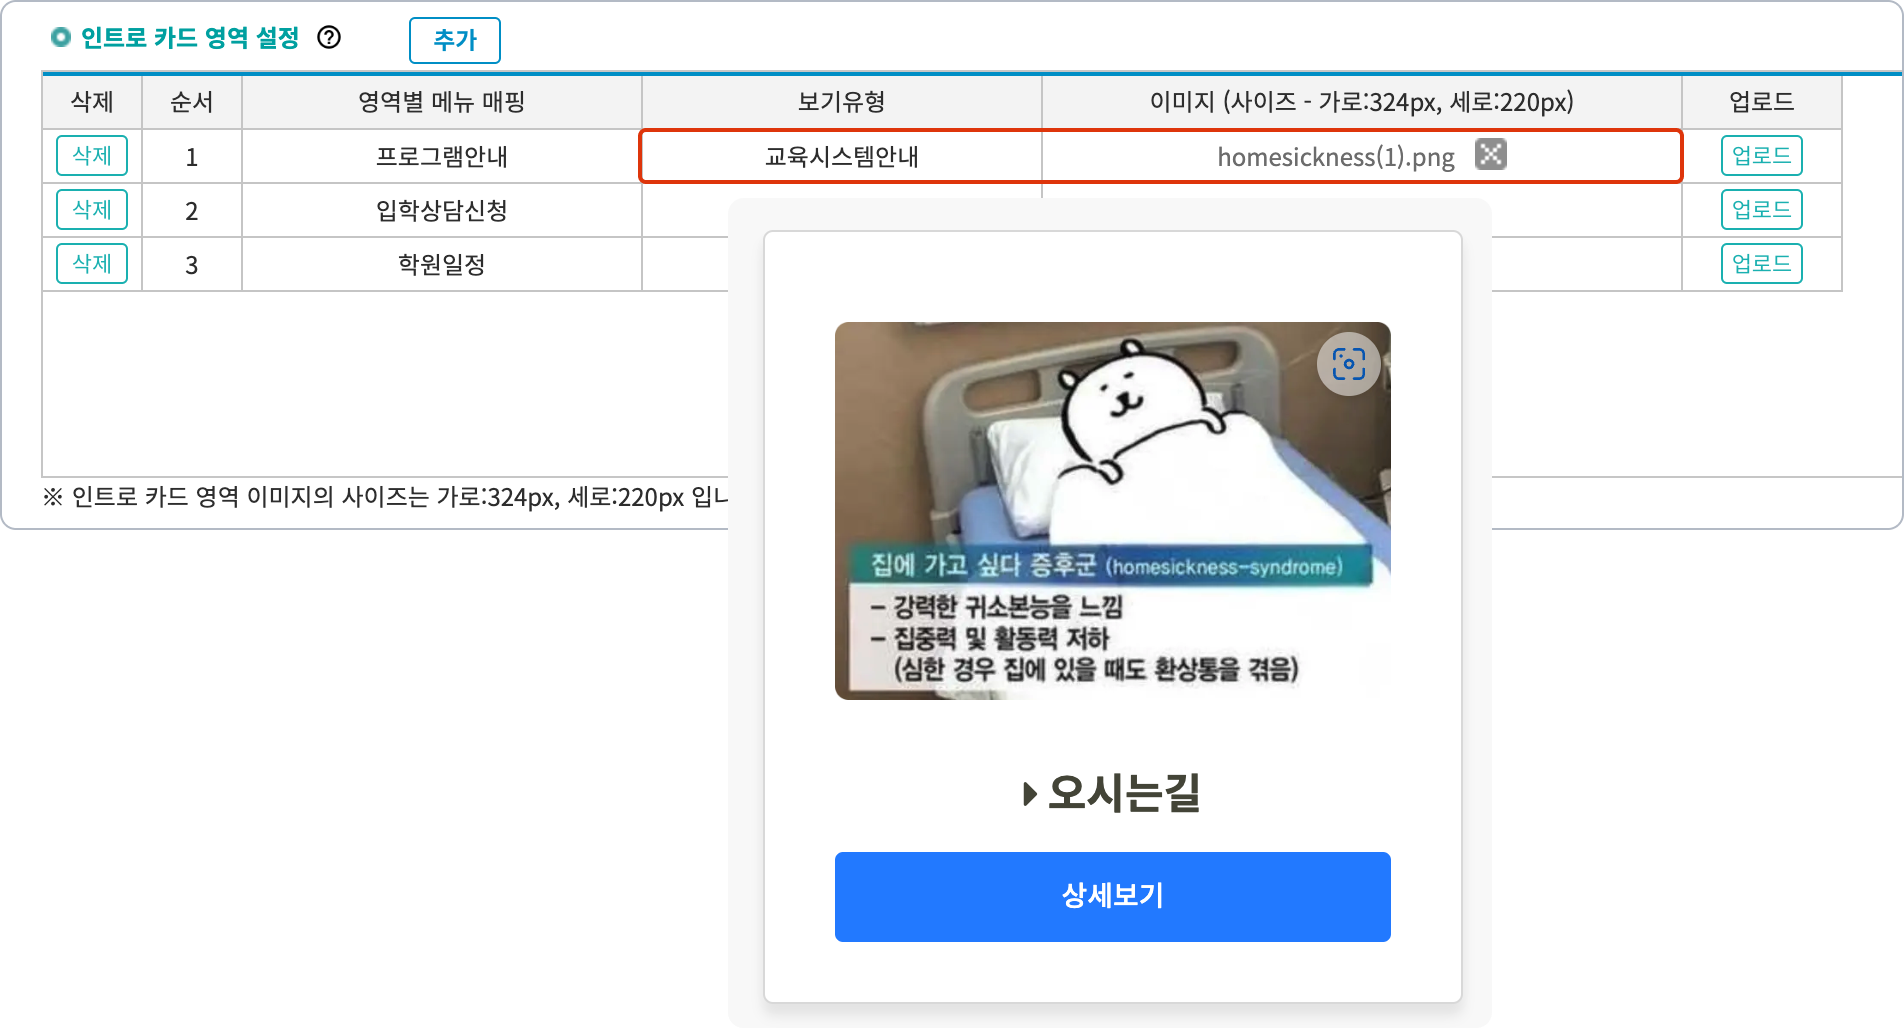 인트로 카드 영역 설정 ? 추가
삭제 순서 영역별 메뉴 매핑 보기유형 이미지 (사이즈 - 가로:324px, 세로:220px) 업로드
삭제 1 프로그램안내 교육시스템안내 homesickness(1).png 업로드
삭제 2 입학상담신청 업로드
삭제 3 학원일정 업로드
※ 인트로 카드 영역 이미지의 사이즈는 가로:324px, 세로:220px 입니
집에 가고 싶다 증후군 (homesickness-syndrome)
- 강력한 귀소본능을 느낌
- 집중력 및 활동력 저하
(심한 경우 집에 있을 때도 환상통을 겪음)
오시는길
상세보기